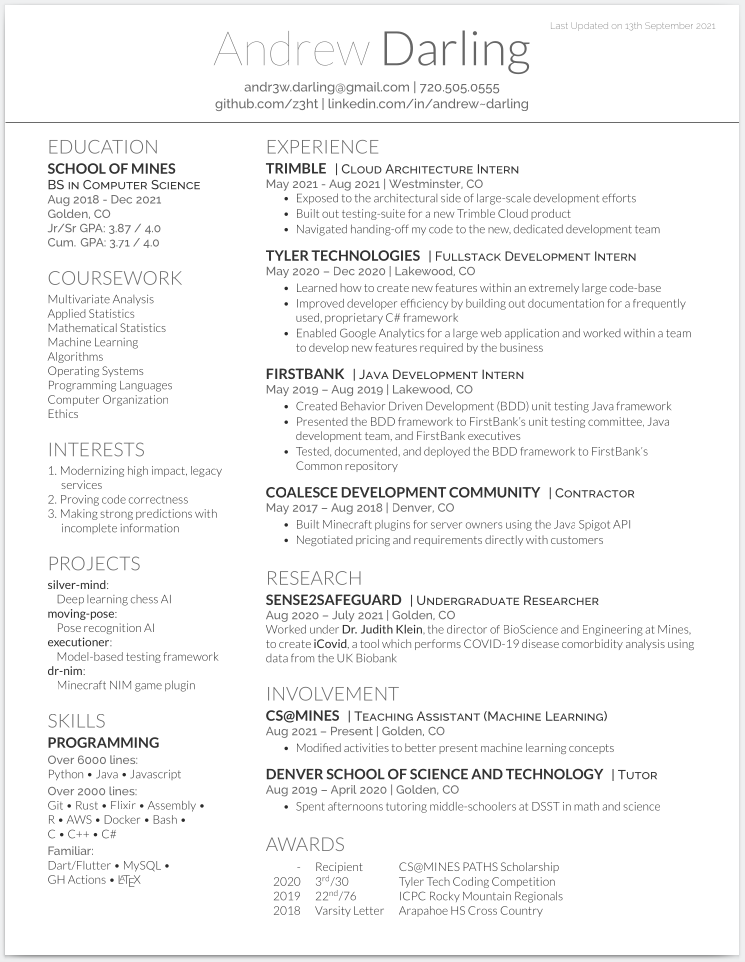 Last Updated on 13th September 2021
Andrew Darling
andr3w.darling@gmail.com | 720.505.0555
github.com/z3ht | linkedin.com/in/andrew-darling
EDUCATION
SCHOOL OF MINES
BS in Computer Science
Aug 2018 - Dec 2021
Golden, CO
Jr/Sr GPA: 3.87 / 4.0
Cum. GPA: 3.71 / 4.0
COURSEWORK
Multivariate Analysis
Applied Statistics
Mathematical Statistics
Machine Learning
Algorithms
Operating Systems
Programming Languages
Computer Organization
Ethics
INTERESTS
1. Modernizing high impact, legacy
services
2. Proving code correctness
3. Making strong predictions with
incomplete information
PROJECTS
silver-mind:
Deep learning chess AI
moving-pose:
Pose recognition AI
executioner:
Model-based testing framework
dr-nim:
Minecraft NIM game plugin
SKILLS
PROGRAMMING
Over 6000 lines:
Python • Java • Javascript
Over 2000 lines:
Git • Rust • Flixir • Assembly •
R • AWS • Docker • Bash •
C • C++ • C#
Familiar:
Dart/Flutter • MySQL •
GH Actions • LATEX
EXPERIENCE
TRIMBLE | Cloud Architecture Intern
May 2021 - Aug 2021 | Westminster, CO
• Exposed to the architectural side of large-scale development efforts
• Built out testing-suite for a new Trimble Cloud product
• Navigated handing-off my code to the new, dedicated development team
TYLER TECHNOLOGIES | Fullstack Development Intern
May 2020 – Dec 2020 | Lakewood, CO
• Learned how to create new features within an extremely large code-base
• Improved developer efficiency by building out documentation for a frequently
used, proprietary C# framework
• Enabled Google Analytics for a large web application and worked within a team
to develop new features required by the business
FIRSTBANK | Java Development Intern
May 2019 – Aug 2019 | Lakewood, CO
• Created Behavior Driven Development (BDD) unit testing Java framework
• Presented the BDD framework to FirstBank's unit testing committee, Java
development team, and FirstBank executives
• Tested, documented, and deployed the BDD framework to FirstBank's
Common repository
COALESCE DEVELOPMENT COMMUNITY | Contractor
May 2017 – Aug 2018 | Denver, CO
• Built Minecraft plugins for server owners using the Java Spigot API
• Negotiated pricing and requirements directly with customers
RESEARCH
SENSE2SAFEGUARD | Undergraduate Researcher
Aug 2020 – July 2021 | Golden, CO
Worked under Dr. Judith Klein, the director of BioScience and Engineering at Mines,
to create iCovid, a tool which performs COVID-19 disease comorbidity analysis using
data from the UK Biobank
INVOLVEMENT
CS@MINES | Teaching Assistant (Machine Learning)
Aug 2021 – Present | Golden, CO
• Modified activities to better present machine learning concepts
DENVER SCHOOL OF SCIENCE AND TECHNOLOGY | Tutor
Aug 2019 – April 2020 | Golden, CO
• Spent afternoons tutoring middle-schoolers at DSST in math and science
AWARDS
- Recipient CS@MINES PATHS Scholarship
2020 3rd/30 Tyler Tech Coding Competition
2019 22nd/76 ICPC Rocky Mountain Regionals
2018 Varsity Letter Arapahoe HS Cross Country